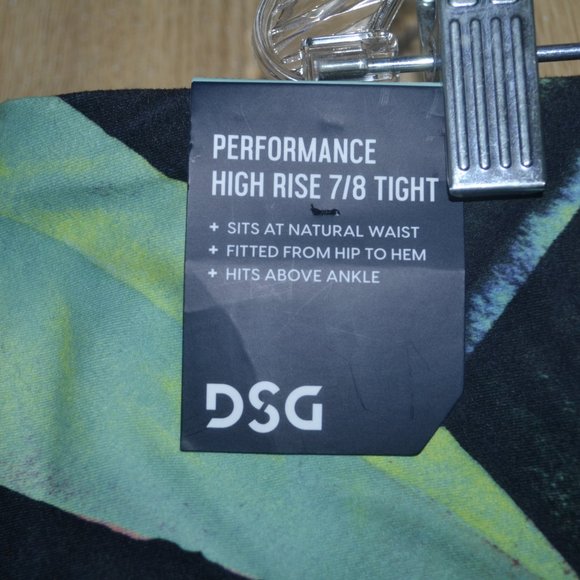 PERFORMANCE
HIGH RISE 7/8 TIGHT
+ SITS AT NATURAL WAIST
+ FITTED FROM HIP TO HEM
+ HITS ABOVE ANKLE
DSG